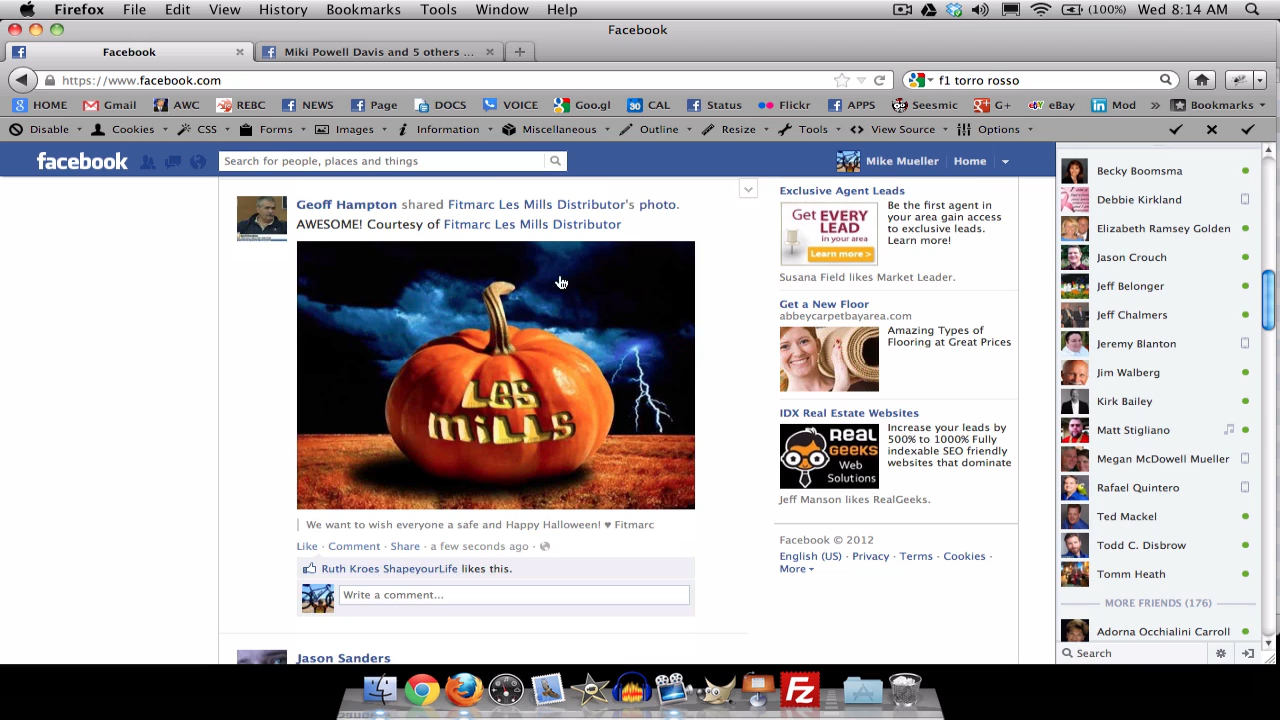 Firefox File Edit View History Bookmarks Tools Window Help (100%) Wed 8:14 AM
Facebook
Facebook Miki Powell Davis and 5 others ...
https://www.facebook.com f1 torro rosso
HOME Gmail AWC REBC NEWS Page DOCS VOICE Goo.gl CAL Status Flickr APPS Seesmic G+ eBay Mod » Bookmarks
Disable Cookies CSS Forms Images Information Miscellaneous Outline Resize Tools View Source Options
facebook Search for people, places and things Mike Mueller Home
Geoff Hampton shared Fitmarc Les Mills Distributor's photo.
AWESOME! Courtesy of Fitmarc Les Mills Distributor
LES
MILLS
We want to wish everyone a safe and Happy Halloween! ♥ Fitmarc
Like · Comment · Share · a few seconds ago ·
Ruth Kroes ShapeyourLife likes this.
Write a comment...
Jason Sanders
Exclusive Agent Leads
Get EVERY
LEAD
in your area
Learn more >
Be the first agent in
your area gain access
to exclusive leads.
Learn more!
Susana Field likes Market Leader.
Get a New Floor
abbeycarpetbayarea.com
Amazing Types of
Flooring at Great Prices
IDX Real Estate Websites
REAL
GEEKS
Web
Solutions
Increase your leads by
500% to 1000% Fully
indexable SEO friendly
websites that dominate
Jeff Manson likes RealGeeks.
Facebook © 2012
English (US) · Privacy · Terms · Cookies ·
More
Becky Boomsma
Debbie Kirkland
Elizabeth Ramsey Golden
Jason Crouch
Jeff Belonger
Jeff Chalmers
Jeremy Blanton
Jim Walberg
Kirk Bailey
Matt Stigliano
Megan McDowell Mueller
Rafael Quintero
Ted Mackel
Todd C. Disbrow
Tomm Heath
MORE FRIENDS (176)
Adorna Occhialini Carroll
Search
FZ